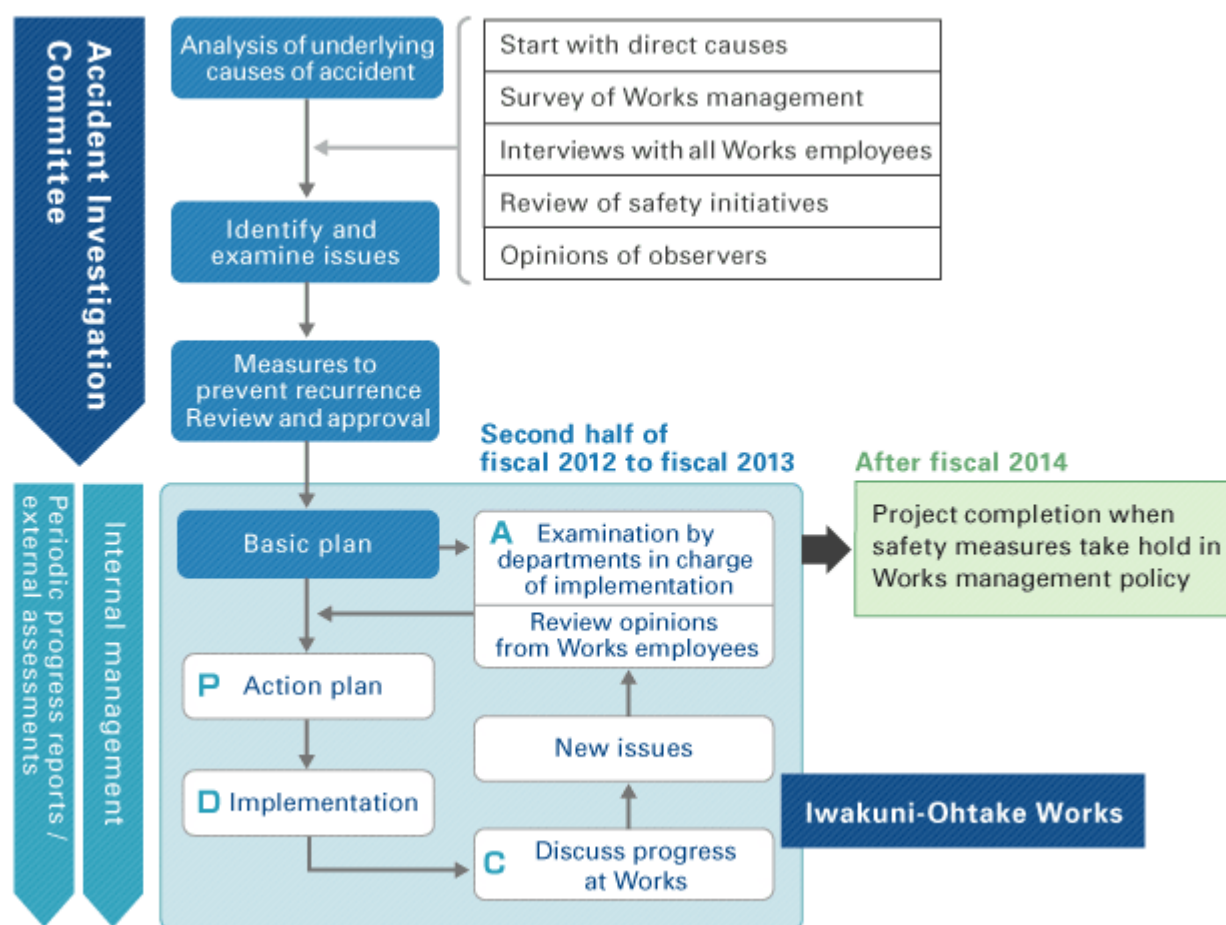 Accident Investigation
Committee
Analysis of underlying
causes of accident
Start with direct causes
Survey of Works management
Interviews with all Works employees
Review of safety initiatives
Opinions of observers
Identify and
examine issues
Measures to
prevent recurrence
Review and approval
Second half of
fiscal 2012 to fiscal 2013
After fiscal 2014
Project completion when
safety measures take hold in
Works management policy
Internal management
Periodic progress reports /
external assessments
Basic plan
A Examination by
departments in charge
of implementation
Review opinions
from Works employees
P Action plan
New issues
D Implementation
Iwakuni-Ohtake Works
C Discuss progress
at Works